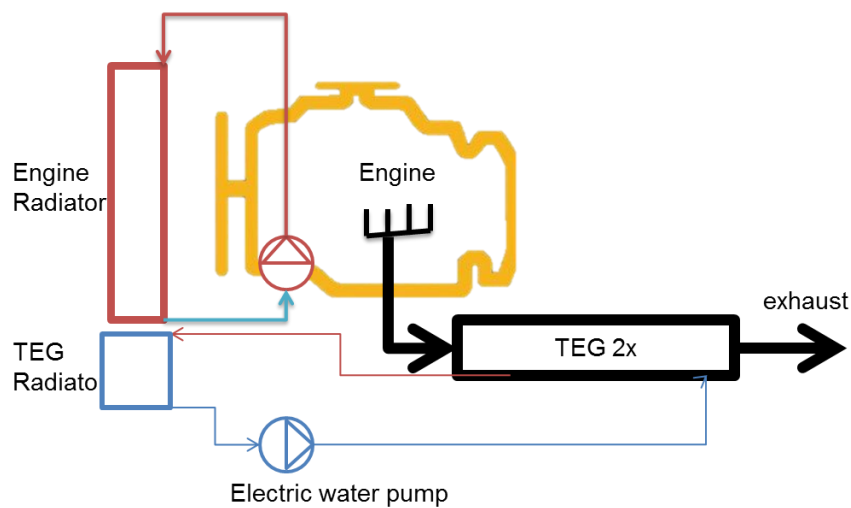 Engine
Engine
Radiator
exhaust
TEG
Radiato
TEG 2x
Electric water pump